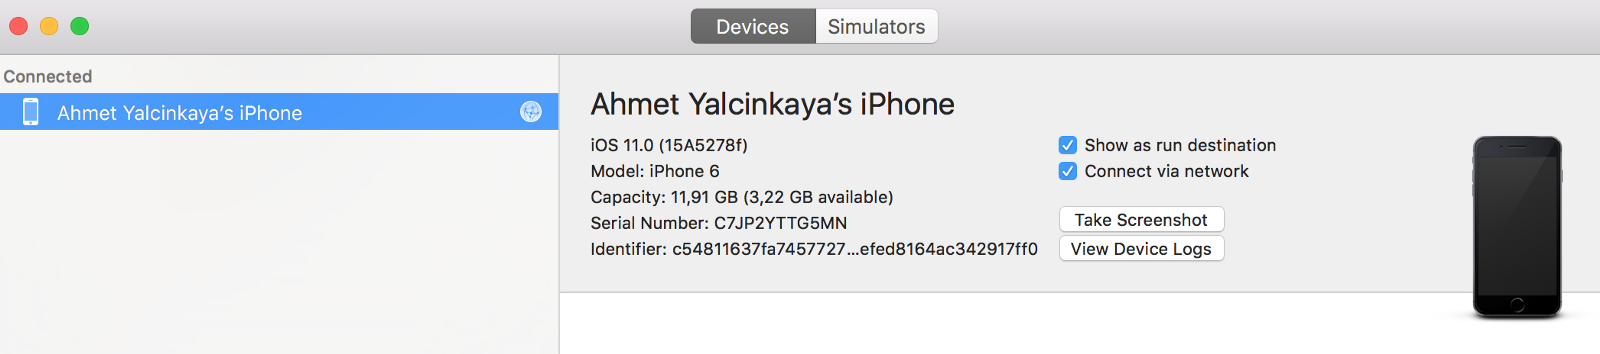 Devices
Simulators
Connected
Ahmet Yalcinkaya’s iPhone
Ahmet Yalcinkaya’s iPhone
iOS 11.0 (15A5278f)
Model: iPhone 6
Capacity: 11,91 GB (3,22 GB available)
Serial Number: C7JP2YTTG5MN
Identifier: c54811637fa7457727...efed8164ac342917ff0
Show as run destination
Connect via network
Take Screenshot
View Device Logs